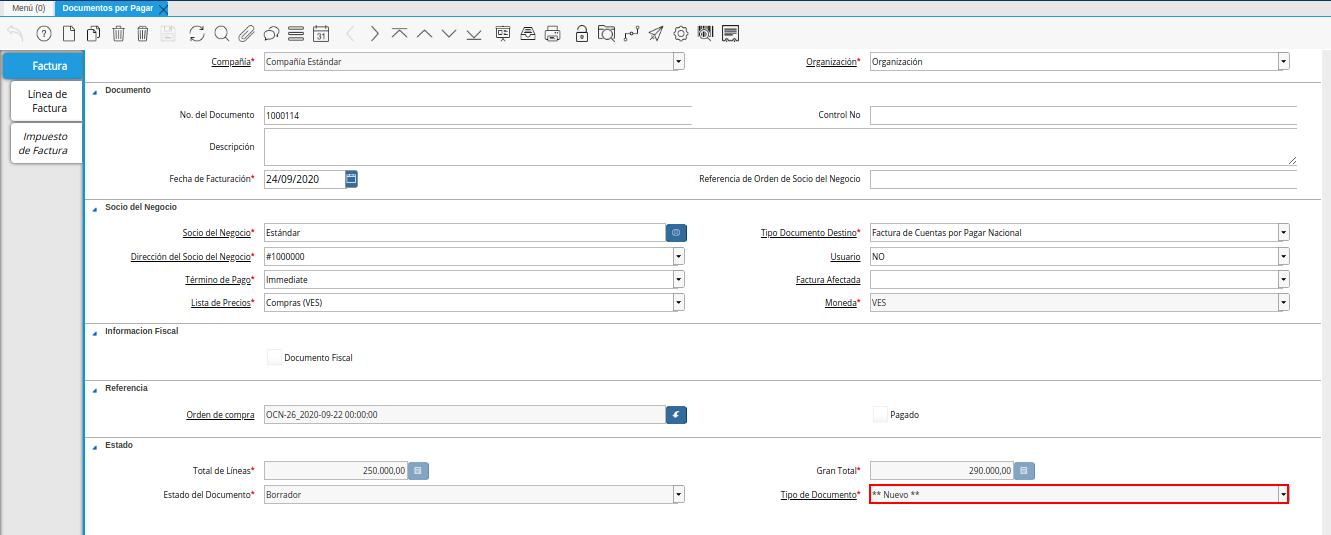 Menú (0) Documentos por Pagar
31
Factura
Línea de
Factura
Impuesto
de Factura
Compañía* Compañía Estándar Organización* Organización
Documento
No. del Documento 1000114 Control No
Descripción
Fecha de Facturación* 24/09/2020 Referencia de Orden de Socio del Negocio
Socio del Negocio
Socio del Negocio* Estándar Tipo Documento Destino* Factura de Cuentas por Pagar Nacional
Dirección del Socio del Negocio* #1000000 Usuario NO
Término de Pago* Immediate Factura Afectada
Lista de Precios* Compras (VES) Moneda* VES
Informacion Fiscal
Documento Fiscal
Referencia
Orden de compra OCN-26_2020-09-22 00:00:00 Pagado
Estado
Total de Líneas* 250.000,00 Gran Total* 290.000,00
Estado del Documento* Borrador Tipo de Documento* ** Nuevo **